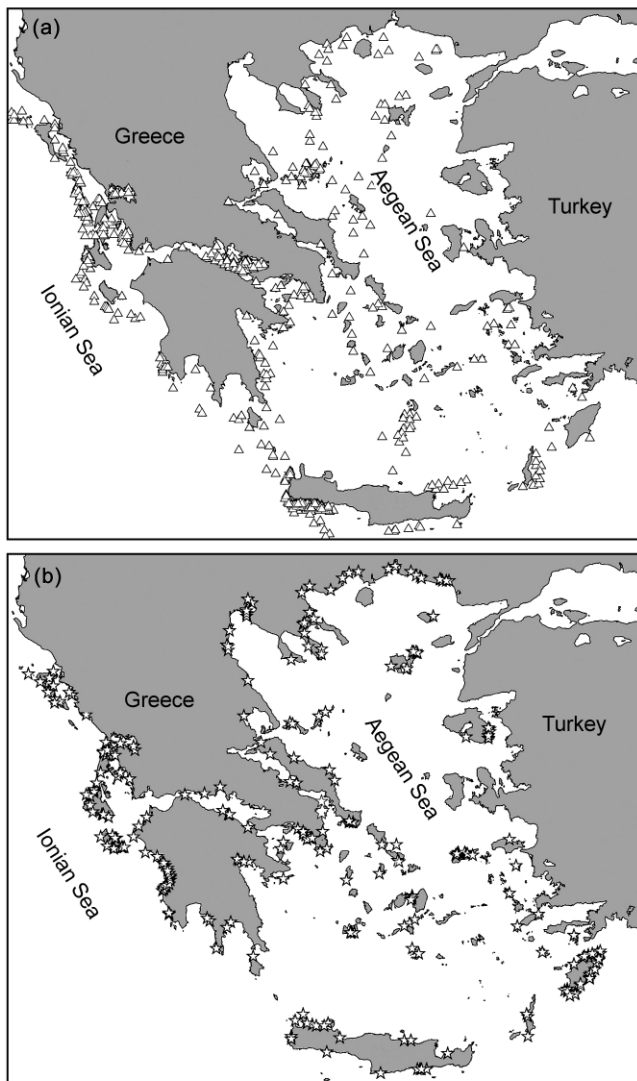 (a)
Greece
Aegean Sea
Turkey
Ionian Sea
(b)
Greece
Aegean Sea
Turkey
Ionian Sea